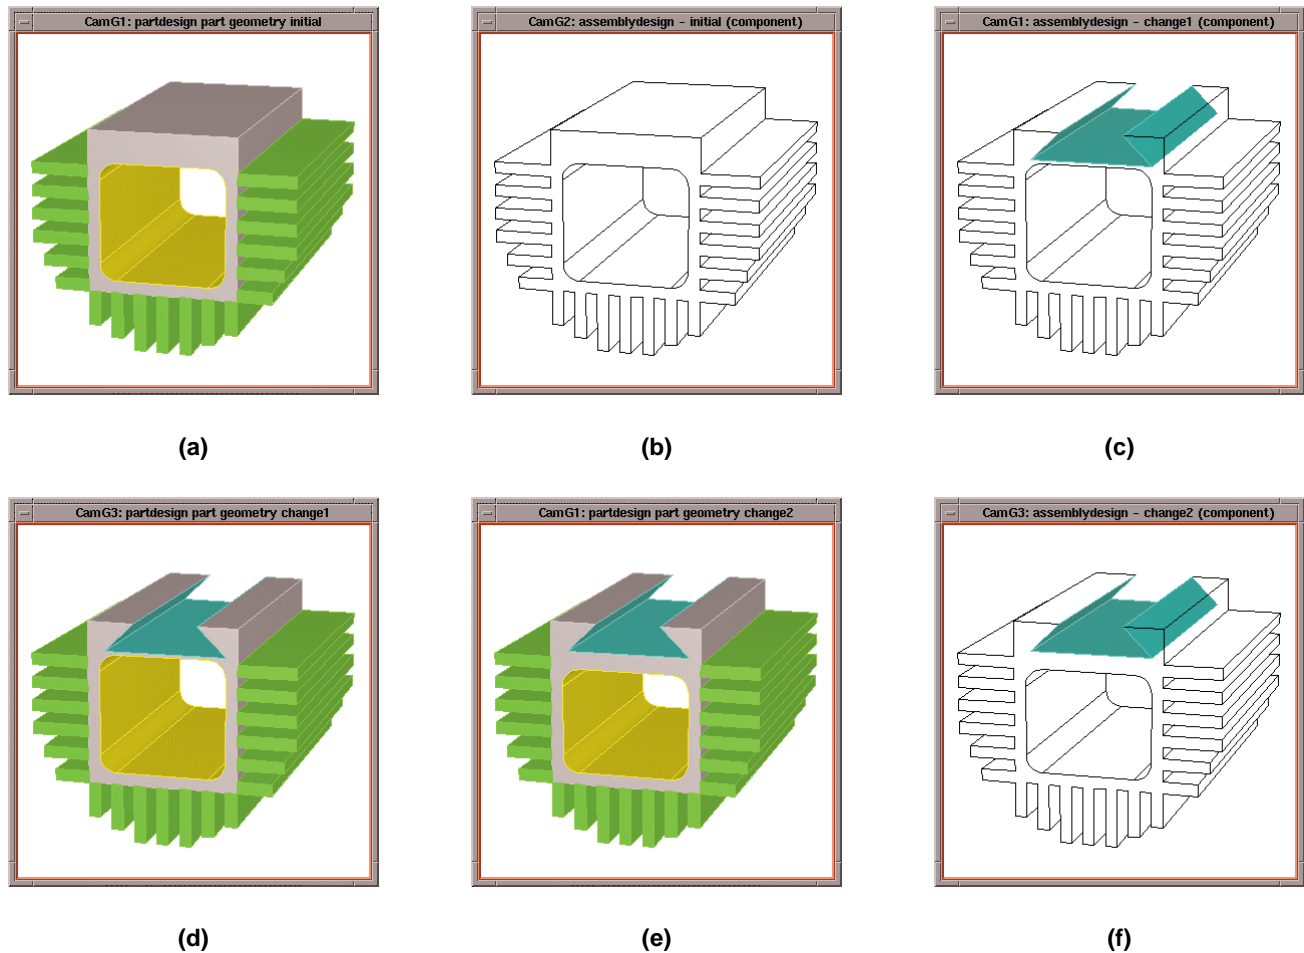 CamG1: partdesign part geometry initial
CamG2: assemblydesign - initial (component)
CamG1: assemblydesign - change1 (component)
(a)
(b)
(c)
CamG3: partdesign part geometry change1
CamG1: partdesign part geometry change2
CamG3: assemblydesign - change2 (component)
(d)
(e)
(f)